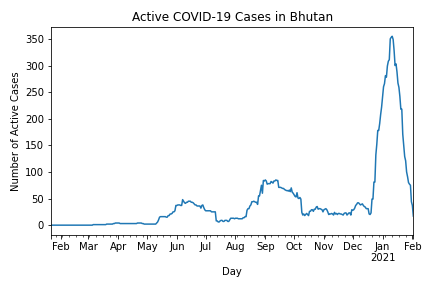 Active COVID-19 Cases in Bhutan
Number of Active Cases
350
300
250
200
150
100
50
0
Feb Mar Apr May Jun Jul Aug Sep Oct Nov Dec Jan Feb
2021
Day